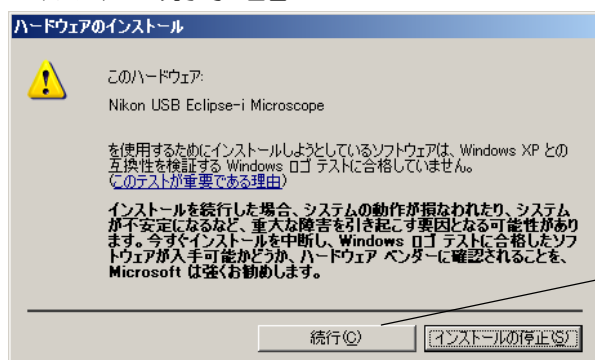 ハードウェアのインストール
このハードウェア:
Nikon USB Eclipse-i Microscope
を使用するためにインストールしようとしているソフトウェアは、Windows XP との
互換性を検証する Windows ロゴ テストに合格していません。
(このテストが重要である理由)
インストールを続行した場合、システムの動作が損なわれたり、システム
が不安定になるなど、重大な障害を引き起こす要因となる可能性があり
ます。今すぐインストールを中断し、Windows ロゴ テストに合格したソフ
トウェアが入手可能かどうか、ハードウェア ベンダーに確認されることを、
Microsoft は強くお勧めします。
続行(C)
インストールの停止(S)